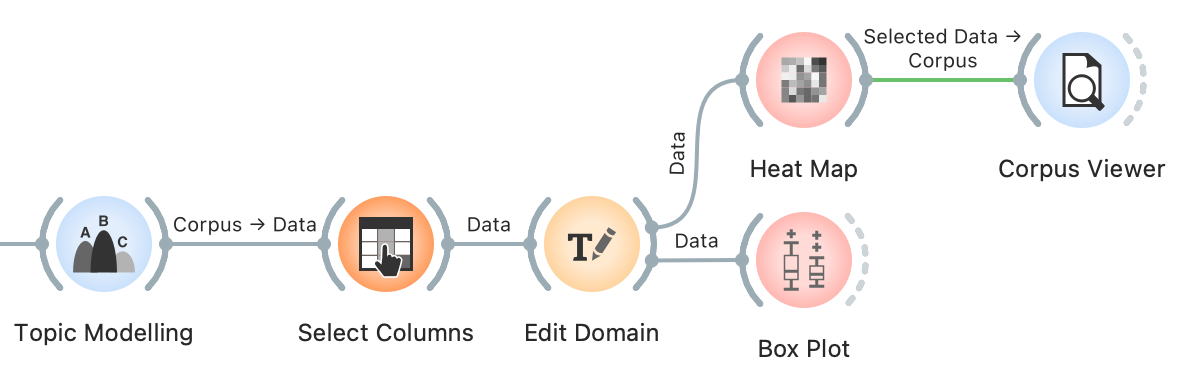 Selected Data →
Corpus
Data
Heat Map
Corpus Viewer
A
B
C
Corpus → Data
Data
T
Data
Topic Modelling
Select Columns
Edit Domain
Box Plot